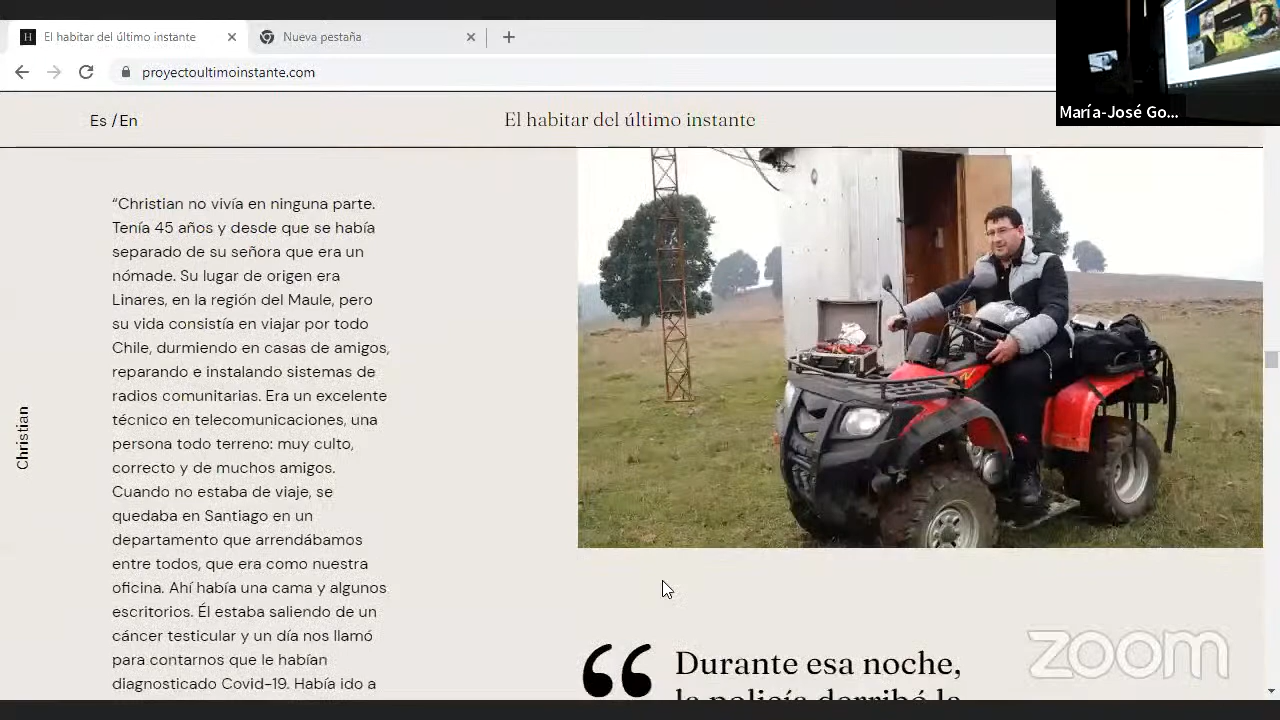 El habitar del último instante
Nueva pestaña
proyectoultimoinstante.com
María-José Go...
Es / En
El habitar del último instante
Christian
“Christian no vivía en ninguna parte.
Tenía 45 años y desde que se había
separado de su señora que era un
nómade. Su lugar de origen era
Linares, en la región del Maule, pero
su vida consistía en viajar por todo
Chile, durmiendo en casas de amigos,
reparando e instalando sistemas de
radios comunitarias. Era un excelente
técnico en telecomunicaciones, una
persona todo terreno: muy culto,
correcto y de muchos amigos.
Cuando no estaba de viaje, se
quedaba en Santiago en un
departamento que arrendábamos
entre todos, que era como nuestra
oficina. Ahí había una cama y algunos
escritorios. Él estaba saliendo de un
cáncer testicular y un día nos llamó
para contarnos que le habían
diagnosticado Covid-19. Había ido a
“ Durante esa noche,
la policía derribó la
zoom